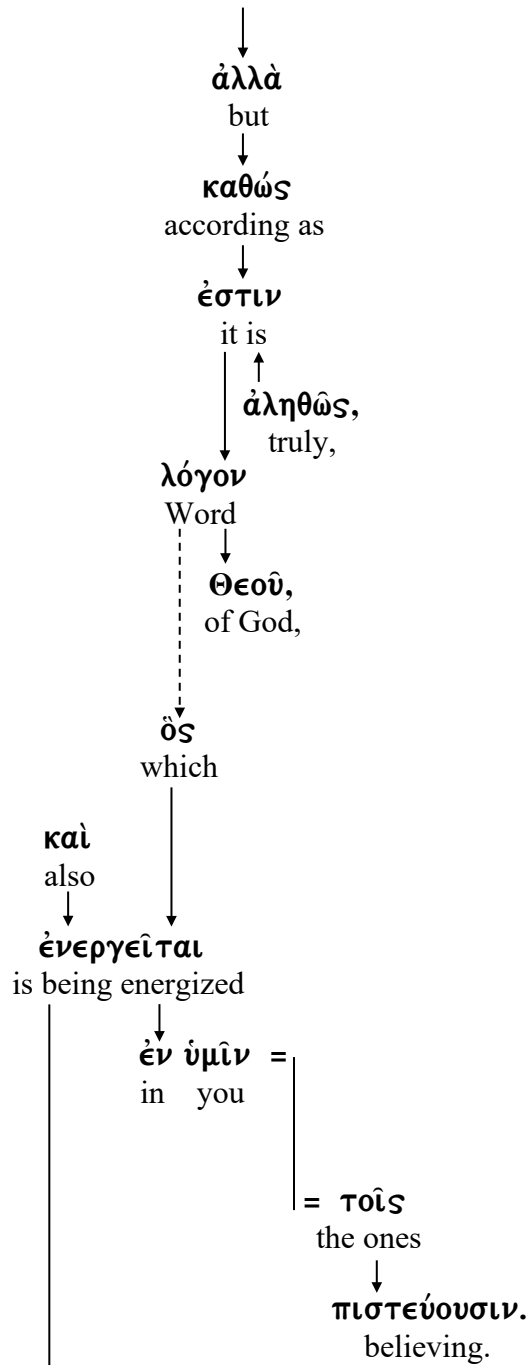 ἀλλὰ
but
καθώς
according as
ἐστιν
it is
ἀληθῶς,
truly,
λόγον
Word
Θεοῦ,
of God,
ὃς
which
καὶ
also
ἐνεργεῖται
is being energized
ἐν ὑμῖν =
in you
= τοῖς
the ones
πιστεύουσιν.
believing.